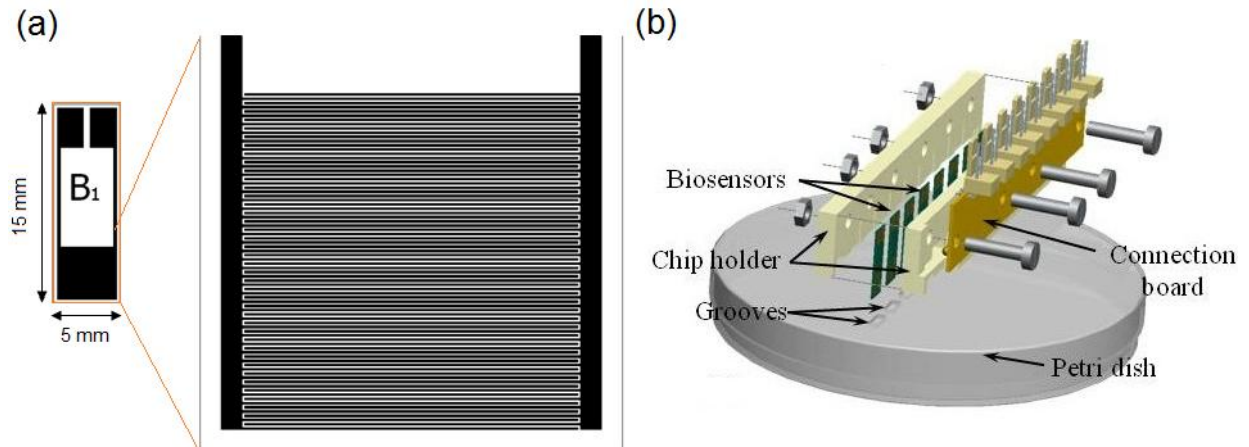 (a)
15 mm
B1
5 mm
(b)
Biosensors
Chip holder
Grooves
Connection
board
Petri dish